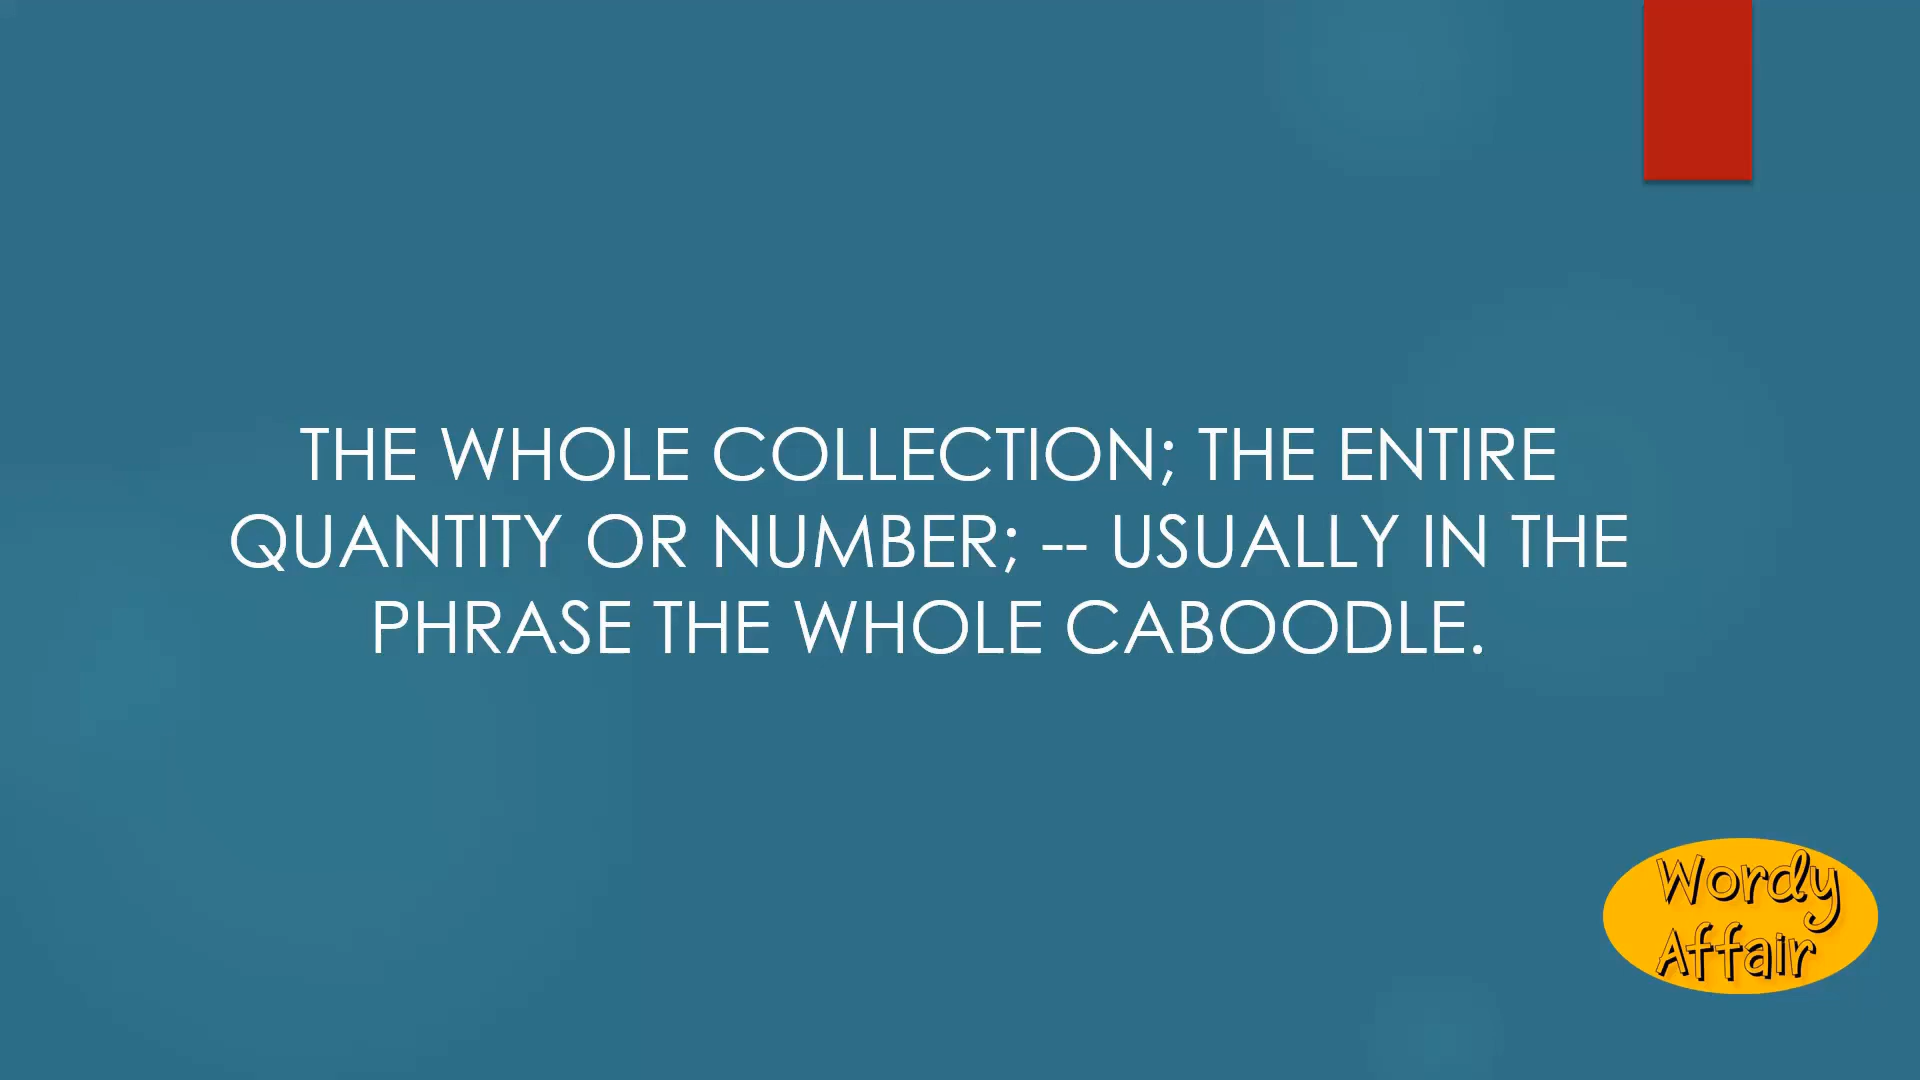 THE WHOLE COLLECTION; THE ENTIRE
QUANTITY OR NUMBER; -- USUALLY IN THE
PHRASE THE WHOLE CABOODLE.
Wordy
Affair